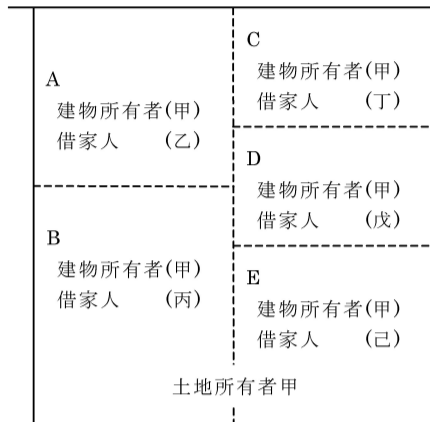 A
建物所有者(甲)
借家人　　(乙)
B
建物所有者(甲)
借家人　　(丙)
C
建物所有者(甲)
借家人　　(丁)
D
建物所有者(甲)
借家人　　(戊)
E
建物所有者(甲)
借家人　　(己)
土地所有者甲